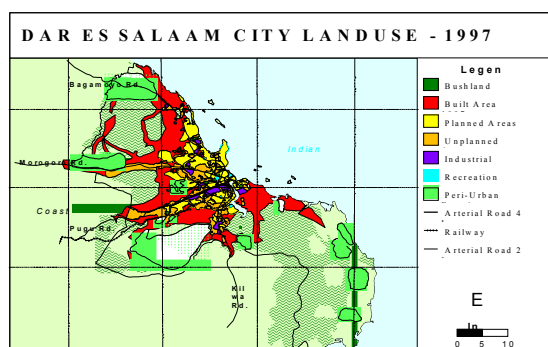 DAR ES SALAAM CITY LANDUSE - 1997
Legen
Bushland
Built Area
Planned Areas
Unplanned
Industrial
Recreation
Peri-Urban
Arterial Road 4
Railway
Arterial Road 2
Bagamoyo Rd.
Indian
Morogoro Rd.
Coast
Pugu Rd.
Kil
wa
Rd.
E
In
0 5 10